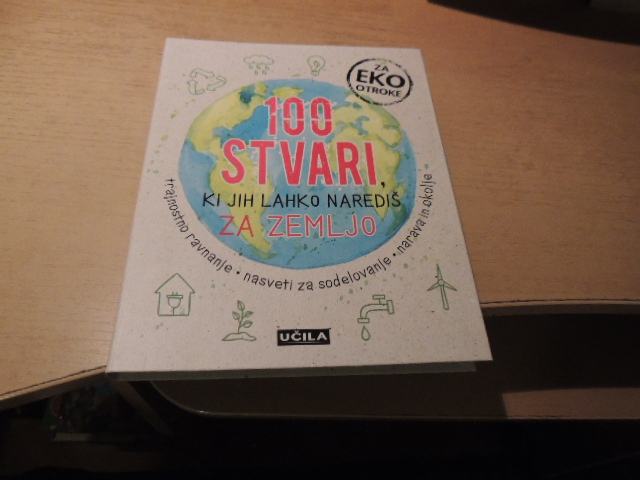 ZA
EKO
OTROKE
100
STVARI,
KI JIH LAHKO NAREDIŠ
ZA ZEMLJO
trajnostno ravnanje • nasveti za sodelovanje • narava in okolje
UČILA